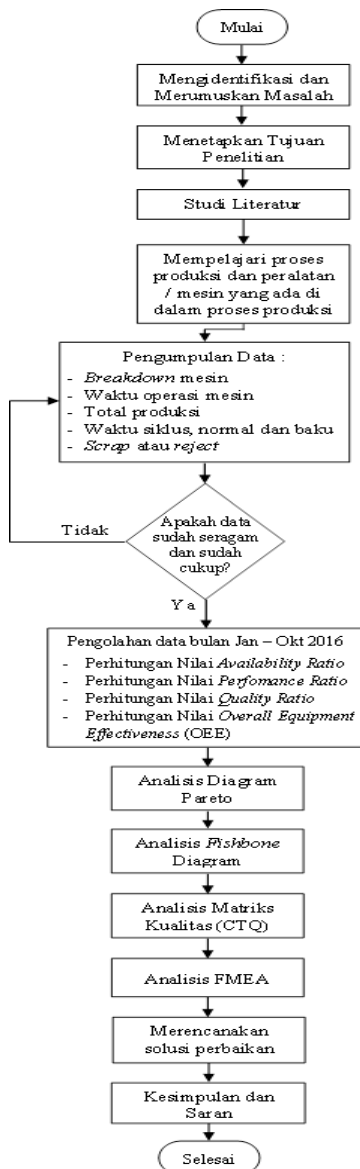 Mulai
Mengidentifikasi dan
Merumuskan Masalah
Menetapkan Tujuan
Penelitian
Studi Literatur
Mempelajari proses
produksi dan peralatan
/ mesin yang ada di
dalam proses produksi
Pengumpulan Data :
- Breakdown mesin
- Waktu operasi mesin
- Total produksi
- Waktu siklus, normal dan baku
- Scrap atau reject
Tidak
Apakah data
sudah seragam
dan sudah
cukup?
Ya
Pengolahan data bulan Jan – Okt 2016
- Perhitungan Nilai Availability Ratio
- Perhitungan Nilai Perfomance Ratio
- Perhitungan Nilai Quality Ratio
- Perhitungan Nilai Overall Equipment
Effectiveness (OEE)
Analisis Diagram
Pareto
Analisis Fishbone
Diagram
Analisis Matriks
Kualitas (CTQ)
Analisis FMEA
Merencanakan
solusi perbaikan
Kesimpulan dan
Saran
Selesai